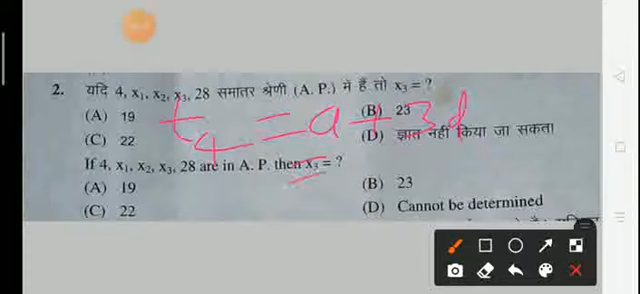 2. यदि 4, x₁, x₂, x₃, 28 समातर श्रेणी (A. P.) में हैं तो x₃ = ?
(A) 19 (B) 23
(C) 22 (D) ज्ञात नहीं किया जा सकता
t₄ = a + 3d
If 4, x₁, x₂, x₃, 28 are in A. P. then x₃ = ?
(A) 19 (B) 23
(C) 22 (D) Cannot be determined